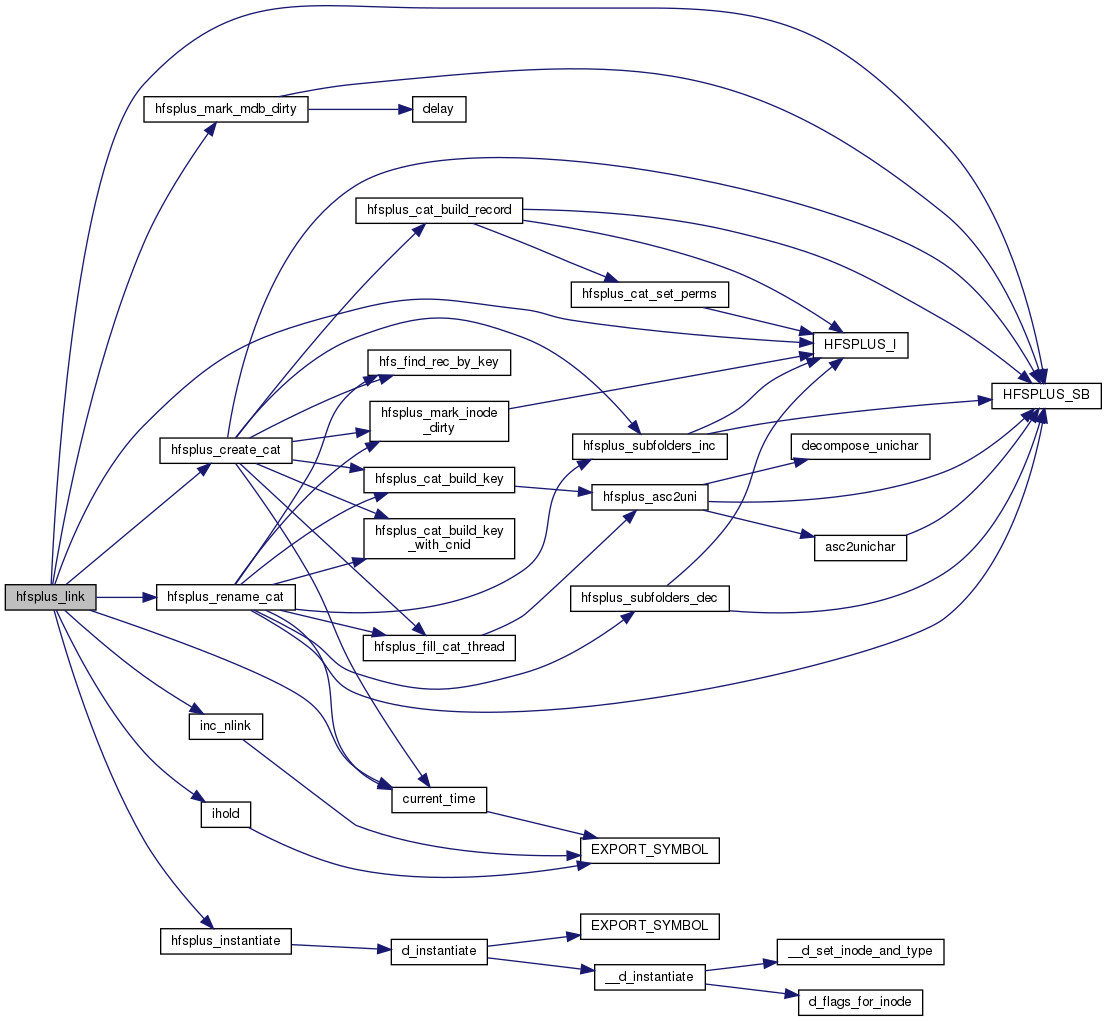 hfsplus_mark_mdb_dirty
delay
hfsplus_cat_build_record
hfsplus_cat_set_perms
HFSPLUS_I
hfs_find_rec_by_key
HFSPLUS_SB
hfsplus_mark_inode
_dirty
hfsplus_create_cat
hfsplus_subfolders_inc
decompose_unichar
hfsplus_cat_build_key
hfsplus_asc2uni
hfsplus_cat_build_key
_with_cnid
asc2unichar
hfsplus_link
hfsplus_rename_cat
hfsplus_subfolders_dec
hfsplus_fill_cat_thread
inc_nlink
current_time
ihold
EXPORT_SYMBOL
EXPORT_SYMBOL
hfsplus_instantiate
d_instantiate
__d_set_inode_and_type
__d_instantiate
d_flags_for_inode